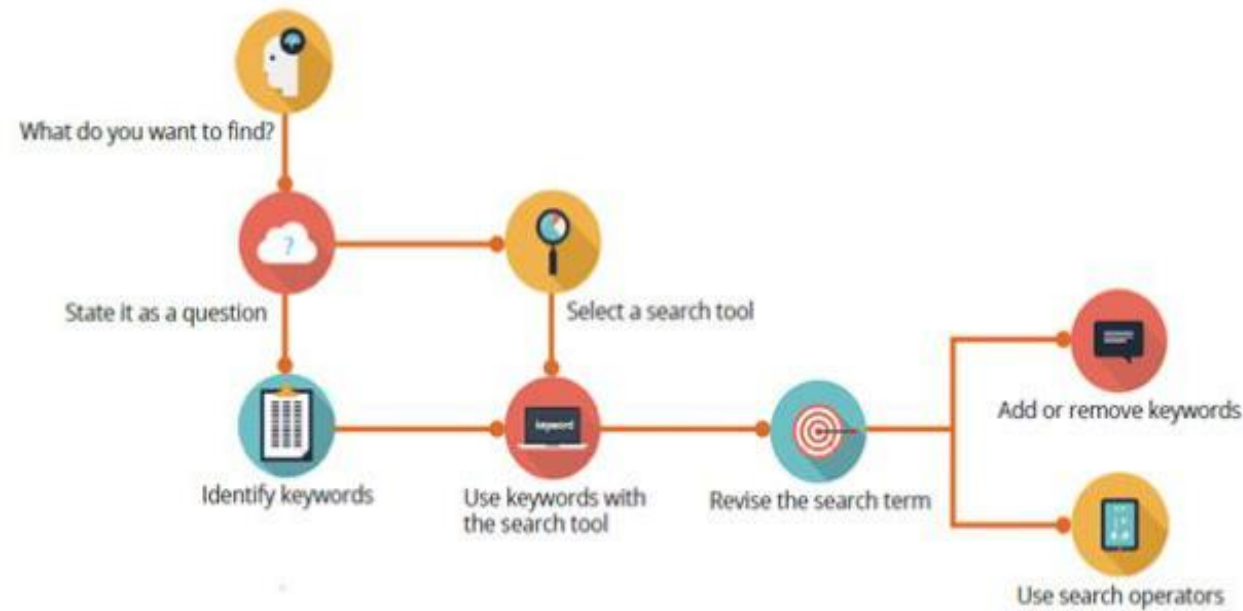 What do you want to find?
?
State it as a question
Select a search tool
Identify keywords
keyword
Use keywords with
the search tool
Revise the search term
Add or remove keywords
Use search operators